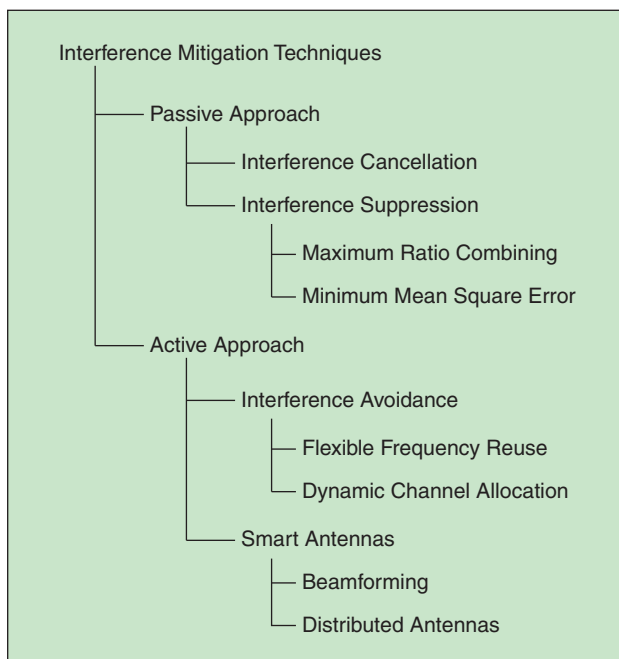 Interference Mitigation Techniques
Passive Approach
Interference Cancellation
Interference Suppression
Maximum Ratio Combining
Minimum Mean Square Error
Active Approach
Interference Avoidance
Flexible Frequency Reuse
Dynamic Channel Allocation
Smart Antennas
Beamforming
Distributed Antennas